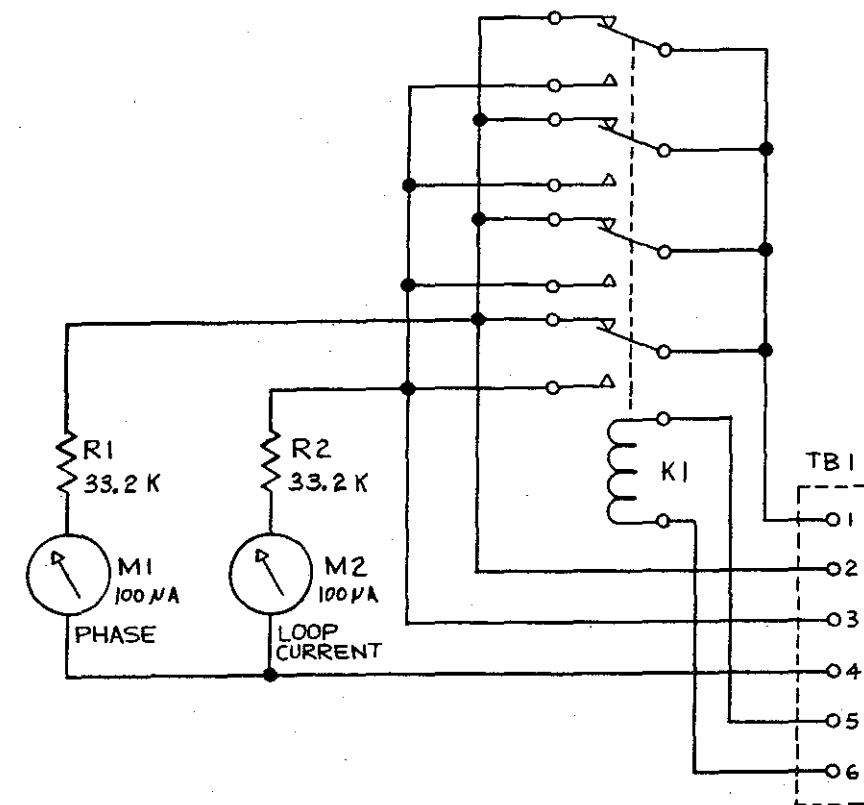 R1
33.2 K
R2
33.2 K
K1
TB1
1
2
3
4
5
6
M1
100 μA
PHASE
M2
100 μA
LOOP
CURRENT